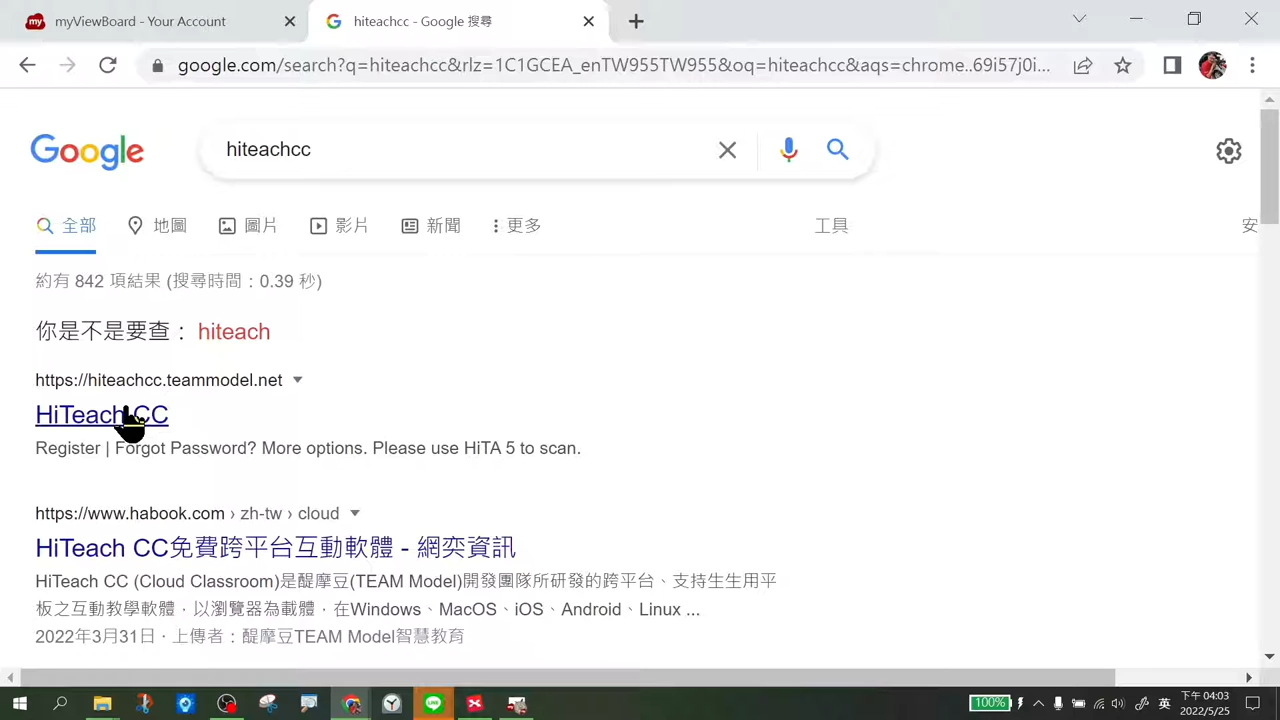 myViewBoard - Your Account
hiteachcc - Google 搜尋
google.com/search?q=hiteachcc&rlz=1C1GCEA_enTW955TW955&oq=hiteachcc&aqs=chrome..69i57j0i...
Google
hiteachcc
全部 地圖 圖片 影片 新聞 更多 工具 安
約有 842 項結果 (搜尋時間：0.39 秒)
你是不是要查： hiteach
https://hiteachcc.teammodel.net
HiTeach CC
Register | Forgot Password? More options. Please use HiTA 5 to scan.
https://www.habook.com › zh-tw › cloud
HiTeach CC免費跨平台互動軟體 - 網奕資訊
HiTeach CC (Cloud Classroom)是醍摩豆(TEAM Model)開發團隊所研發的跨平台、支持生生用平
板之互動教學軟體，以瀏覽器為載體，在Windows、MacOS、iOS、Android、Linux ...
2022年3月31日 · 上傳者：醍摩豆TEAM Model智慧教育
100% 英 下午 04:03
2022/5/25